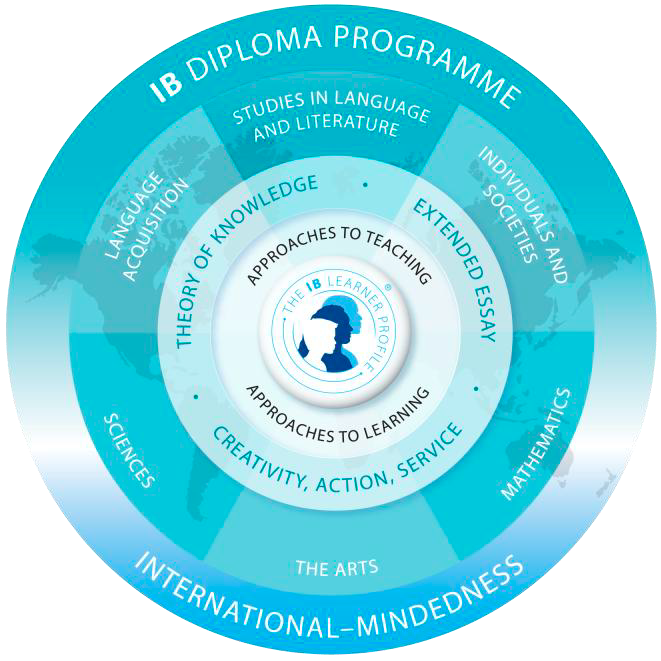 IB DIPLOMA PROGRAMME
STUDIES IN LANGUAGE
AND LITERATURE
LANGUAGE
ACQUISITION
INDIVIDUALS AND
SOCIETIES
THEORY OF KNOWLEDGE
EXTENDED ESSAY
APPROACHES TO TEACHING
THE IB LEARNER PROFILE
®
APPROACHES TO LEARNING
CREATIVITY, ACTION, SERVICE
SCIENCES
MATHEMATICS
THE ARTS
INTERNATIONAL–MINDEDNESS